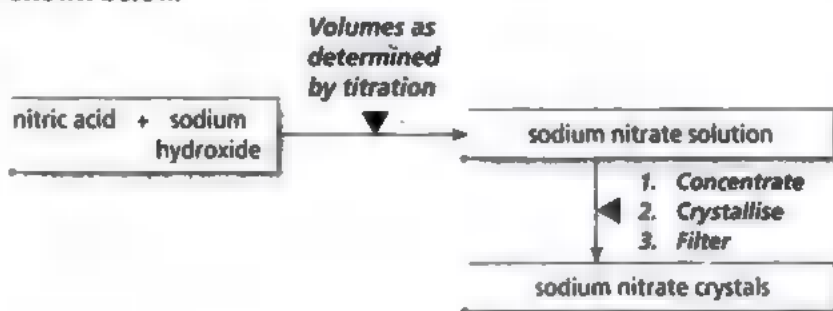 Volumes as
determined
by titration
nitric acid + sodium
hydroxide
sodium nitrate solution
1. Concentrate
2. Crystallise
3. Filter
sodium nitrate crystals